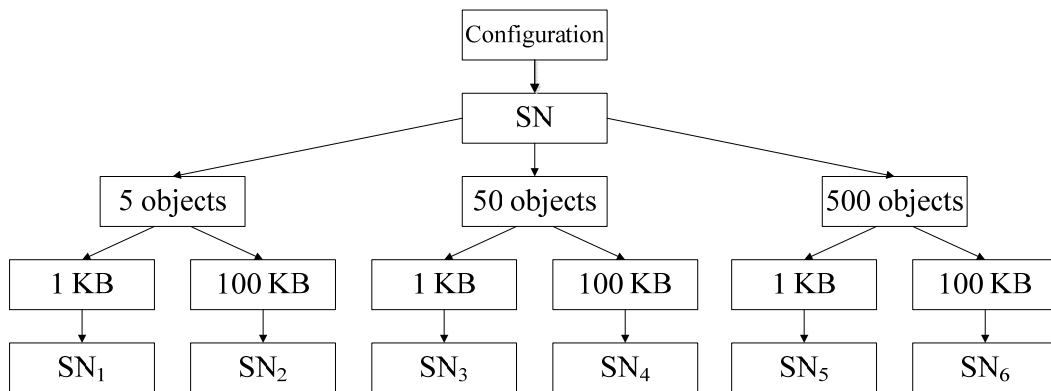 Configuration
SN
5 objects
50 objects
500 objects
1 KB
100 KB
1 KB
100 KB
1 KB
100 KB
SN₁
SN₂
SN₃
SN₄
SN₅
SN₆